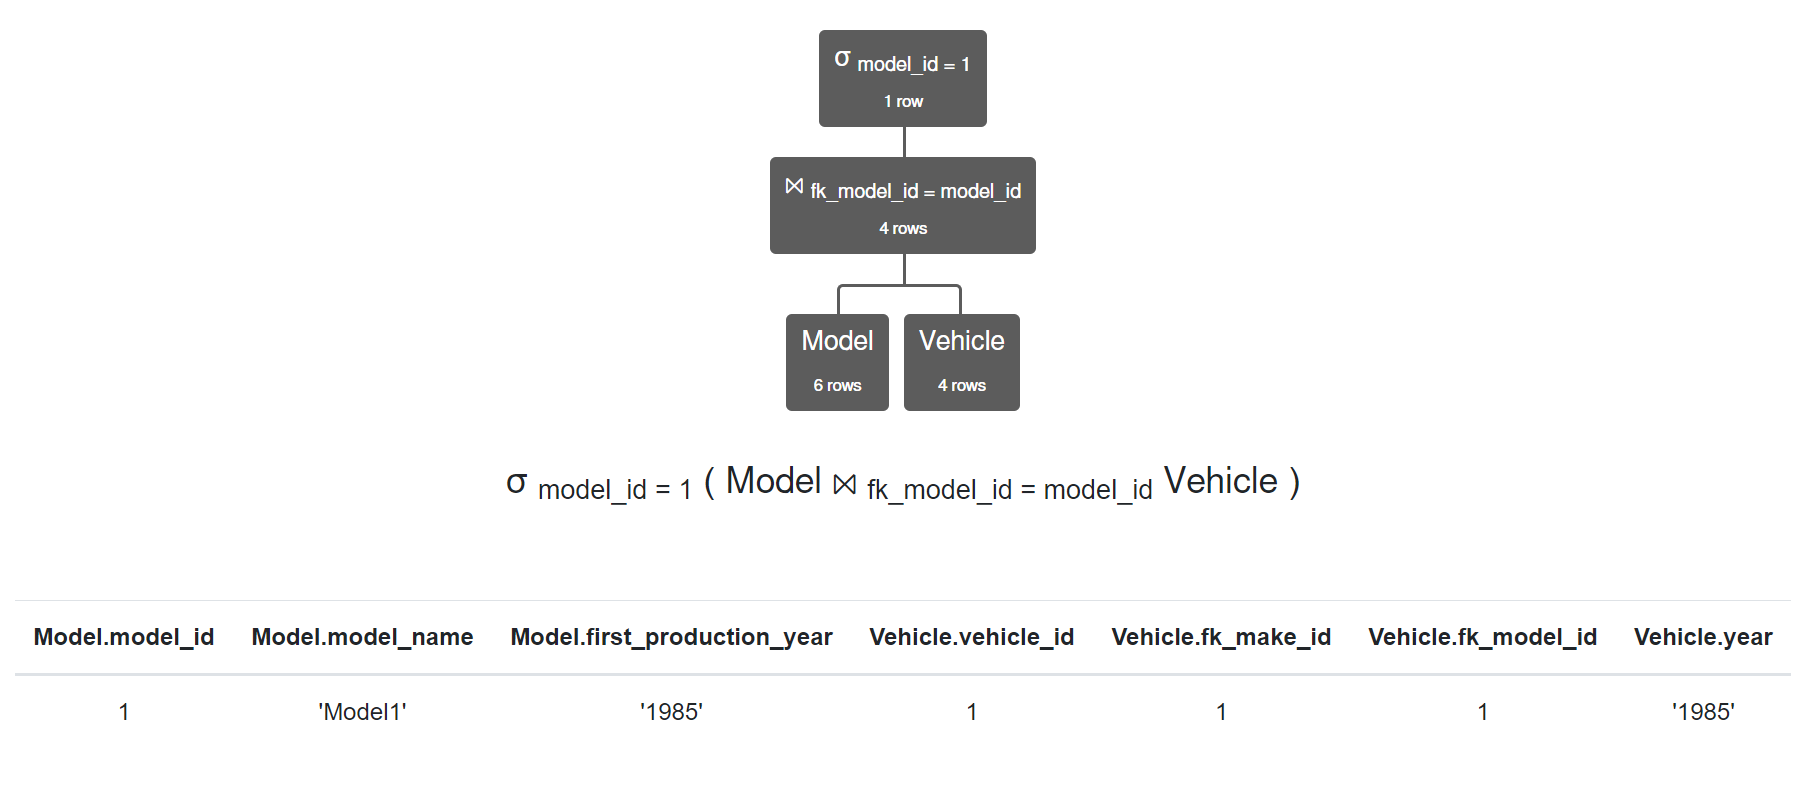 σ model_id = 1
1 row
⋈ fk_model_id = model_id
4 rows
Model Vehicle
6 rows 4 rows
σ model_id = 1 ( Model ⋈ fk_model_id = model_id Vehicle )
Model.model_id Model.model_name Model.first_production_year Vehicle.vehicle_id Vehicle.fk_make_id Vehicle.fk_model_id Vehicle.year
1 'Model1' '1985' 1 1 1 '1985'